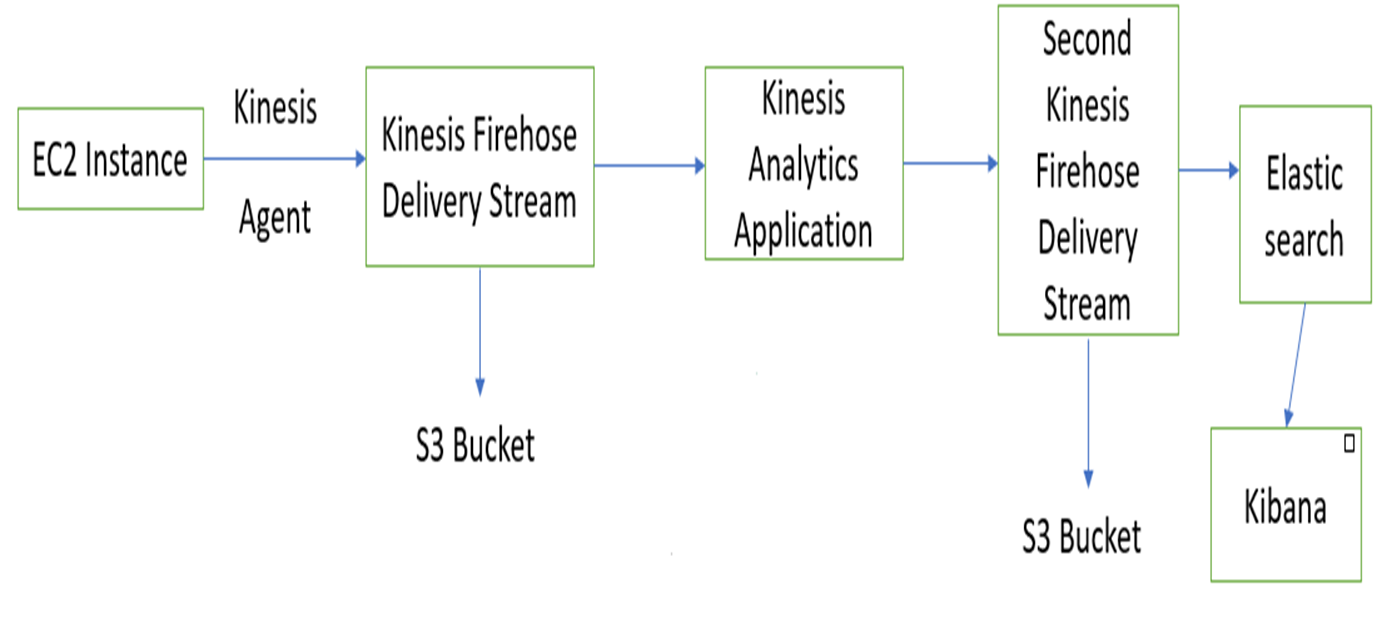 EC2 Instance
Kinesis
Agent
Kinesis Firehose
Delivery Stream
S3 Bucket
Kinesis
Analytics
Application
Second
Kinesis
Firehose
Delivery
Stream
S3 Bucket
Elastic
search
Kibana